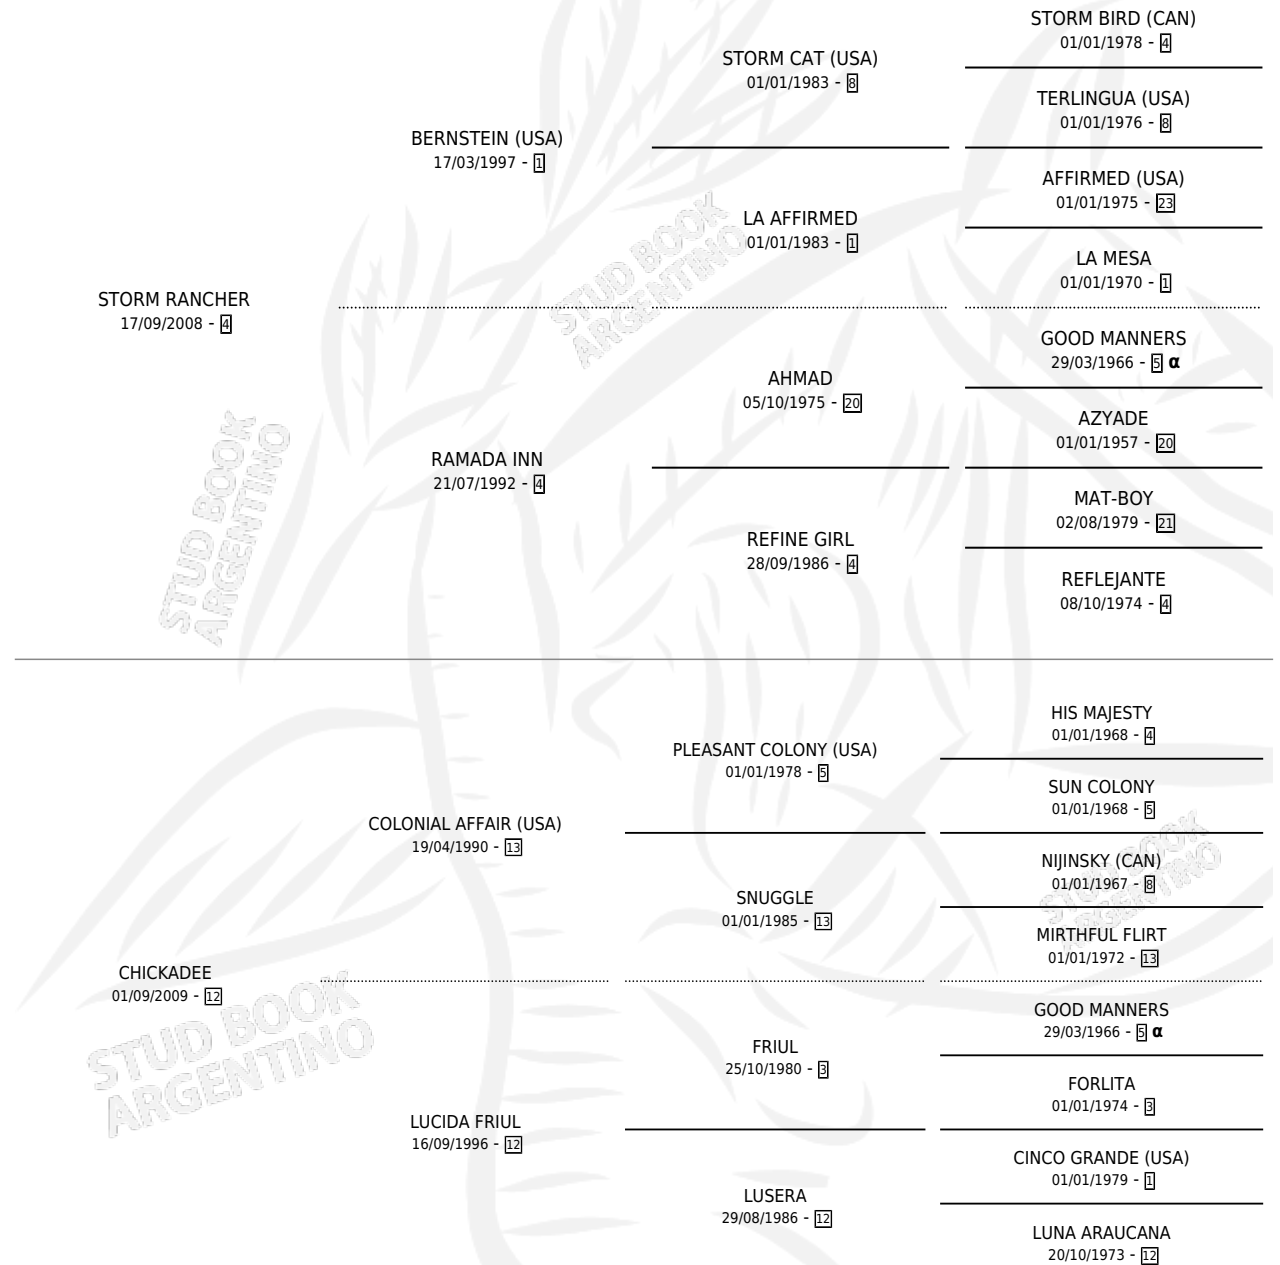 STORM BIRD (CAN)
01/01/1978 - 4
STORM CAT (USA)
01/01/1983 - 8
TERLINGUA (USA)
01/01/1976 - 8
BERNSTEIN (USA)
17/03/1997 - 1
AFFIRMED (USA)
01/01/1975 - 23
LA AFFIRMED
01/01/1983 - 1
LA MESA
01/01/1970 - 1
STORM RANCHER
17/09/2008 - 4
GOOD MANNERS
29/03/1966 - 5 α
AHMAD
05/10/1975 - 20
AZYADE
01/01/1957 - 20
RAMADA INN
21/07/1992 - 4
MAT-BOY
02/08/1979 - 21
REFINE GIRL
28/09/1986 - 4
REFLEJANTE
08/10/1974 - 4
HIS MAJESTY
01/01/1968 - 4
PLEASANT COLONY (USA)
01/01/1978 - 5
SUN COLONY
01/01/1968 - 5
COLONIAL AFFAIR (USA)
19/04/1990 - 13
NIJINSKY (CAN)
01/01/1967 - 8
SNUGGLE
01/01/1985 - 13
MIRTHFUL FLIRT
01/01/1972 - 13
CHICKADEE
01/09/2009 - 12
GOOD MANNERS
29/03/1966 - 5 α
FRIUL
25/10/1980 - 3
FORLITA
01/01/1974 - 3
LUCIDA FRIUL
16/09/1996 - 12
CINCO GRANDE (USA)
01/01/1979 - 1
LUSERA
29/08/1986 - 12
LUNA ARAUCANA
20/10/1973 - 12
STUD BOOK
ARGENTINO
STUD BOOK
ARGENTINO
STUD BOOK
ARGENTINO
STUD BOOK
ARGENTINO